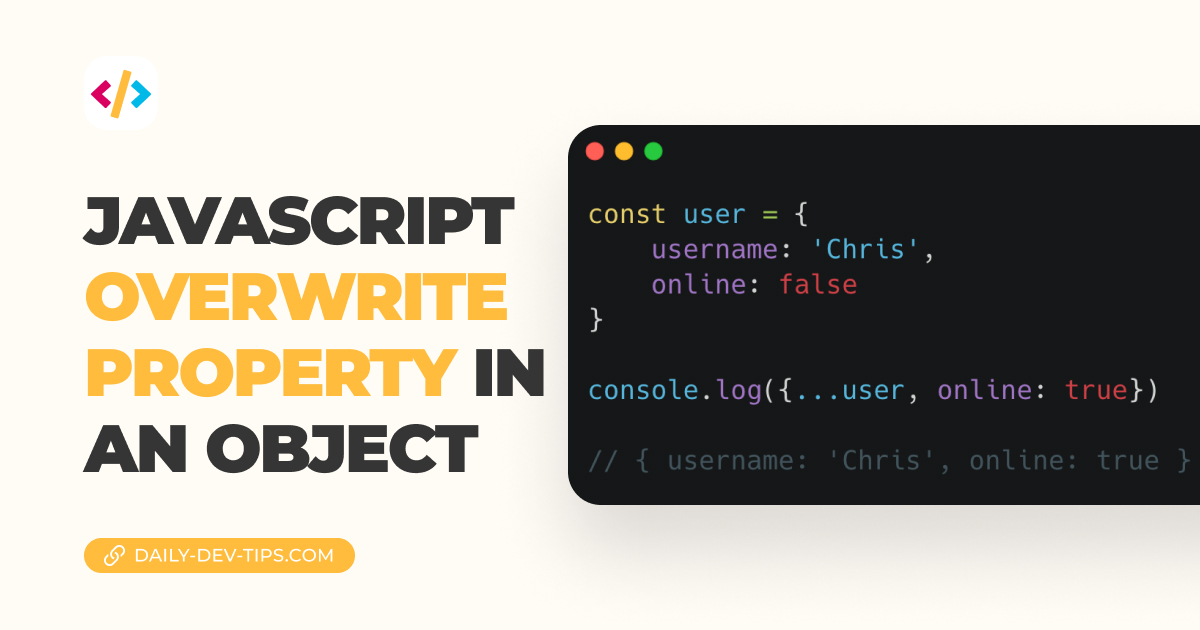 JAVASCRIPT
OVERWRITE
PROPERTY IN
AN OBJECT
DAILY-DEV-TIPS.COM
const user = {
    username: 'Chris',
    online: false
}
console.log({...user, online: true})
// { username: 'Chris', online: true }